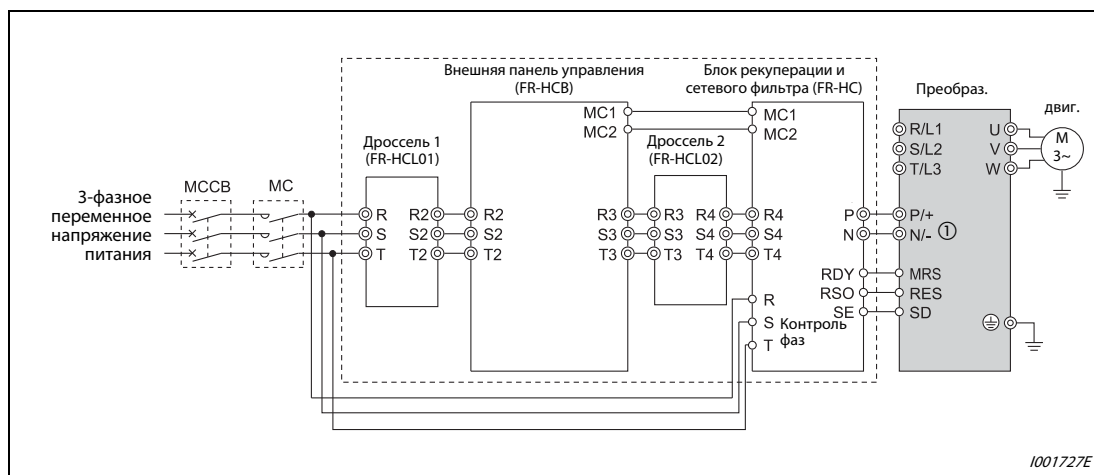 Внешняя панель управления
(FR-HCB)
Блок рекуперации и
сетевого фильтра (FR-HC)
Преобраз.
двиг.
MC1
MC2
MC1
MC2
R/L1
S/L2
T/L3
U
V
W
M
3~
Дроссель 1
(FR-HCL01)
Дроссель 2
(FR-HCL02)
MCCB
MC
3-фазное
переменное
напряжение
питания
R R2 R2 R3 R3 R4 R4 P P/+
S S2 S2 S3 S3 S4 S4 N N/- ①
T T2 T2 T3 T3 T4 T4
RDY MRS
RSO RES
SE SD
R
S
T
Контроль
фаз
I001727E